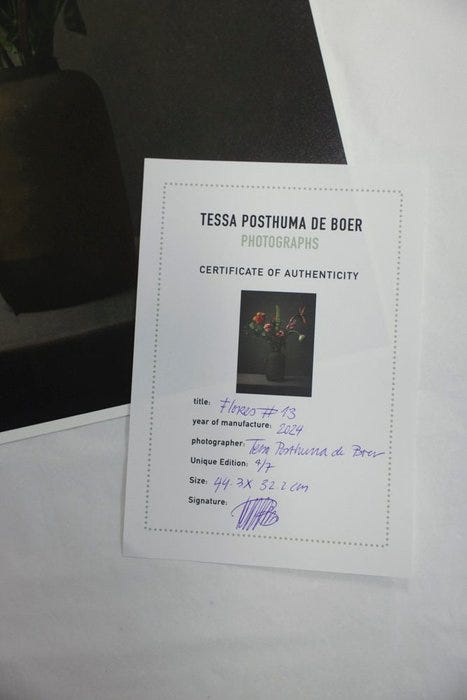 TESSA POSTHUMA DE BOER
PHOTOGRAPHS
CERTIFICATE OF AUTHENTICITY
title: Flores # 13
year of manufacture: 2024
photographer: Tessa Posthuma de Boer
Unique Edition: 4/7
Size: 44.3 x 32.2 cm
Signature: